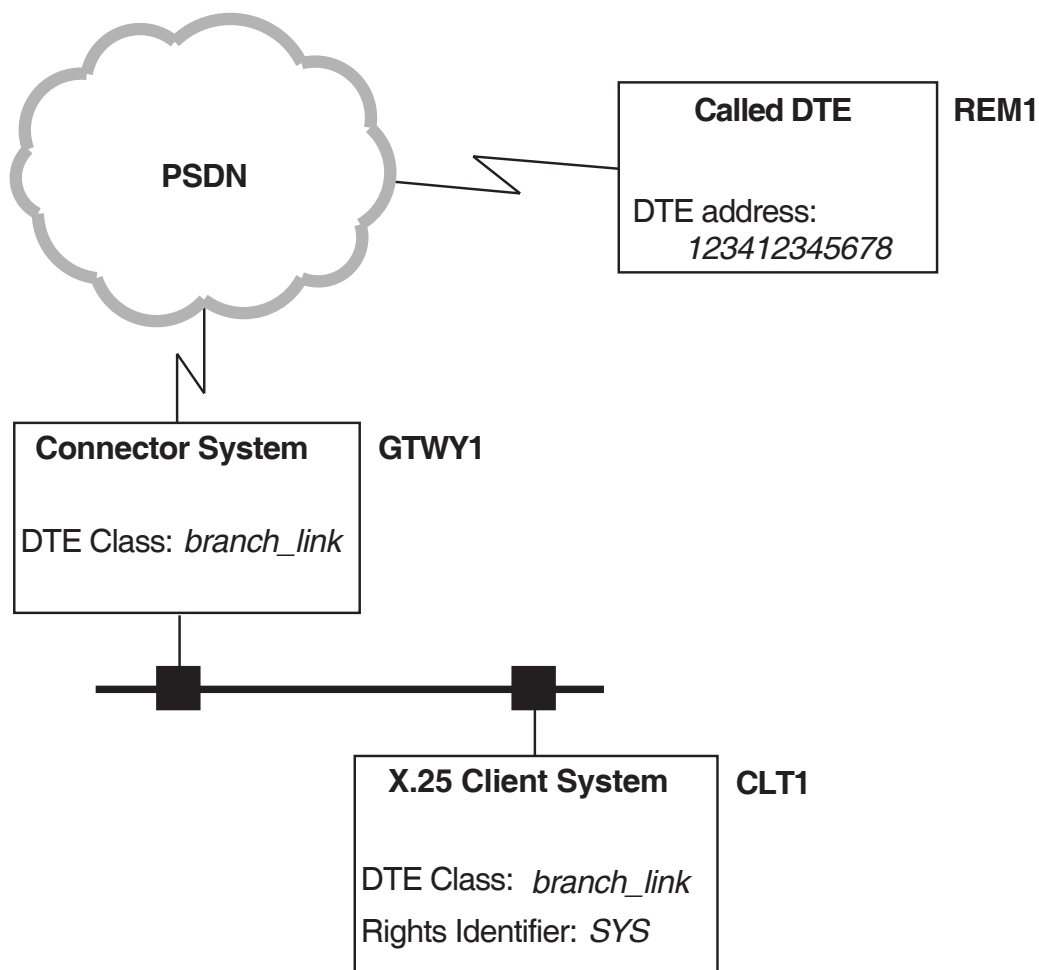 PSDN
Called DTE
REM1
DTE address:
123412345678
Connector System
GTWY1
DTE Class: branch_link
X.25 Client System
CLT1
DTE Class: branch_link
Rights Identifier: SYS